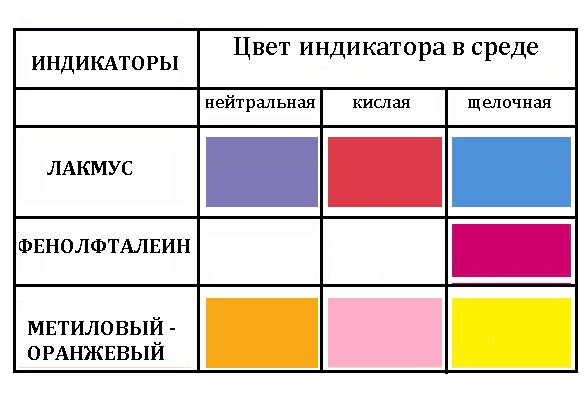 ИНДИКАТОРЫ
Цвет индикатора в среде
нейтральная
кислая
щелочная
ЛАКМУС
ФЕНОЛФТАЛЕИН
МЕТИЛОВЫЙ -
ОРАНЖЕВЫЙ